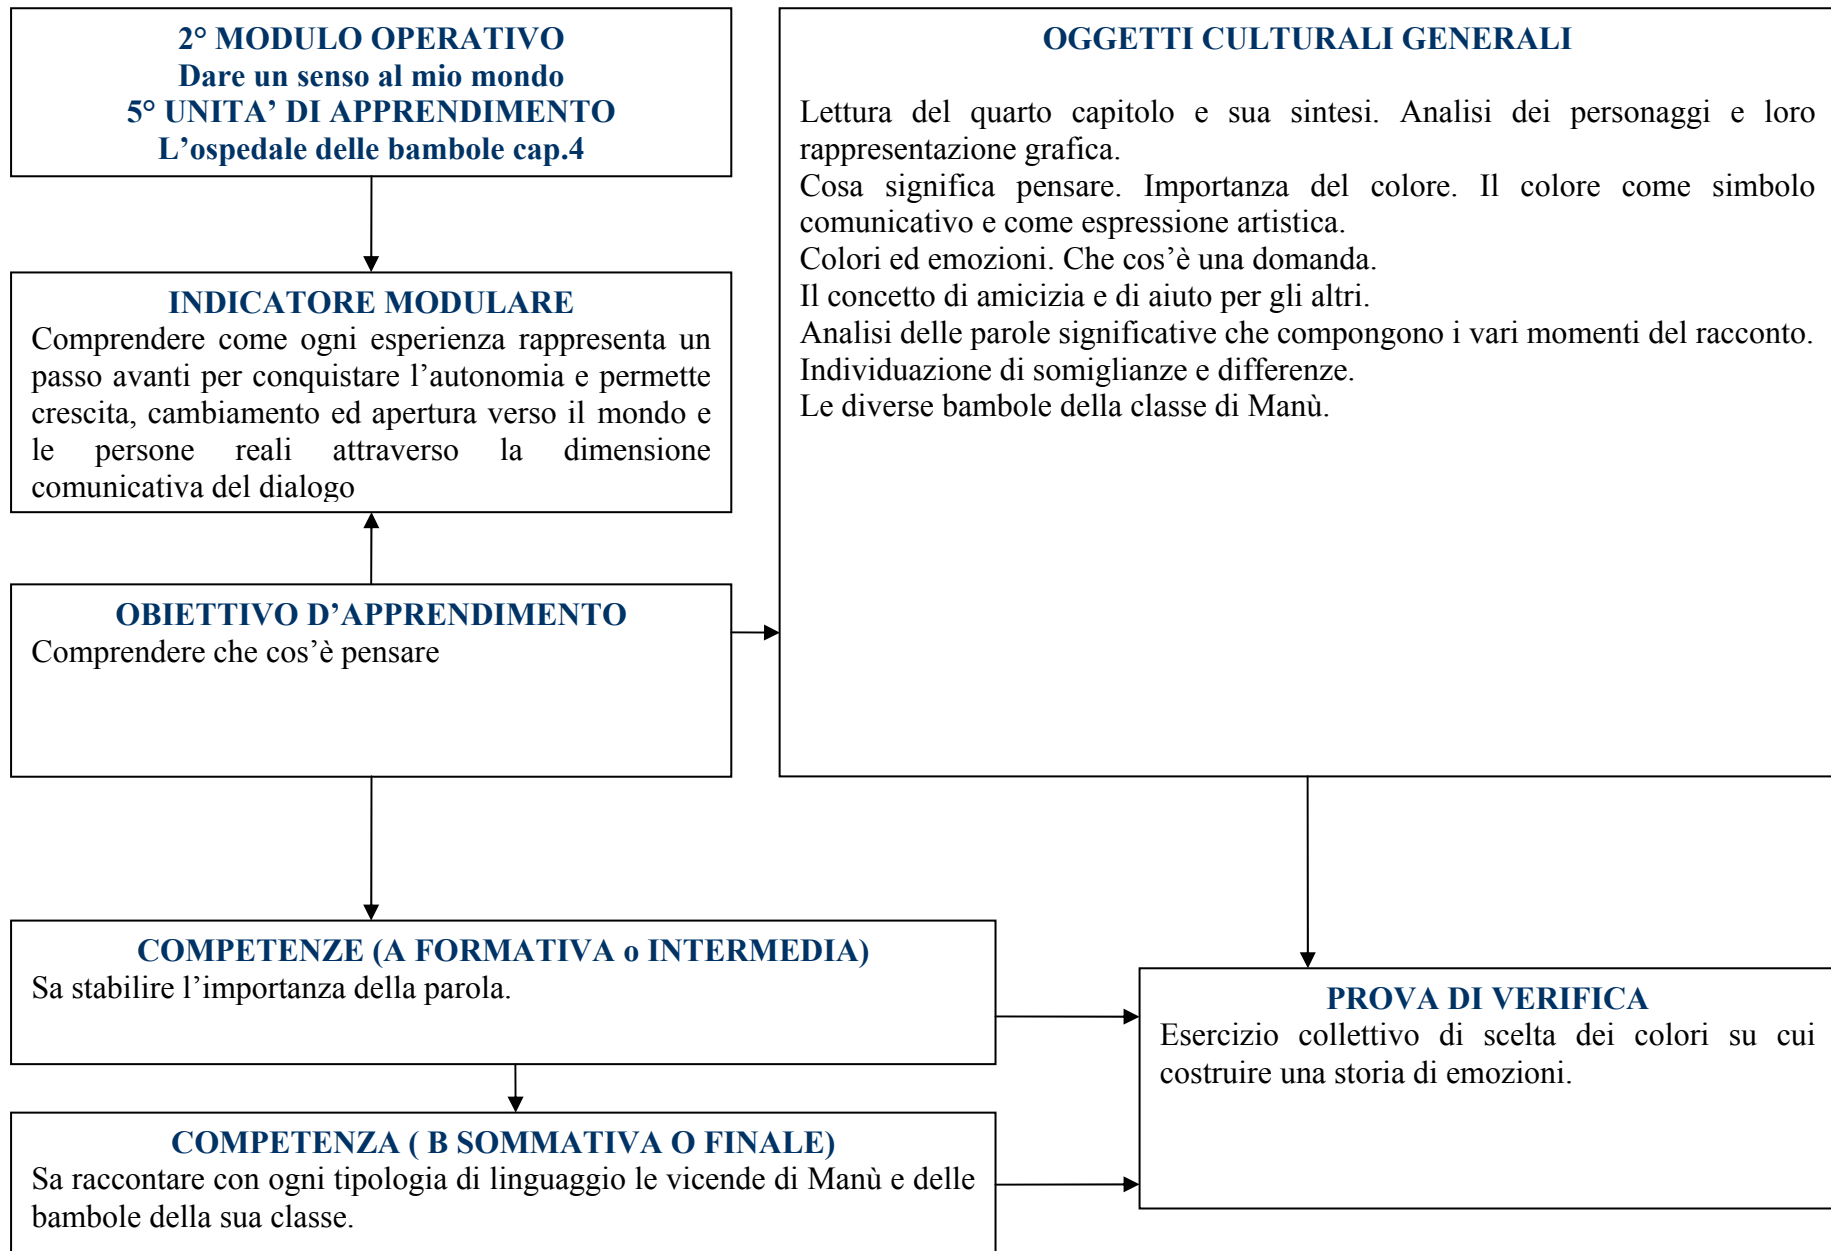 2° MODULO OPERATIVO
Dare un senso al mio mondo
5° UNITA’ DI APPRENDIMENTO
L’ospedale delle bambole cap.4
INDICATORE MODULARE
Comprendere come ogni esperienza rappresenta un
passo avanti per conquistare l’autonomia e permette
crescita, cambiamento ed apertura verso il mondo e
le persone reali attraverso la dimensione
comunicativa del dialogo
OBIETTIVO D’APPRENDIMENTO
Comprendere che cos’è pensare
OGGETTI CULTURALI GENERALI
Lettura del quarto capitolo e sua sintesi. Analisi dei personaggi e loro
rappresentazione grafica.
Cosa significa pensare. Importanza del colore. Il colore come simbolo
comunicativo e come espressione artistica.
Colori ed emozioni. Che cos’è una domanda.
Il concetto di amicizia e di aiuto per gli altri.
Analisi delle parole significative che compongono i vari momenti del racconto.
Individuazione di somiglianze e differenze.
Le diverse bambole della classe di Manù.
COMPETENZE (A FORMATIVA o INTERMEDIA)
Sa stabilire l’importanza della parola.
COMPETENZA ( B SOMMATIVA O FINALE)
Sa raccontare con ogni tipologia di linguaggio le vicende di Manù e delle
bambole della sua classe.
PROVA DI VERIFICA
Esercizio collettivo di scelta dei colori su cui
costruire una storia di emozioni.